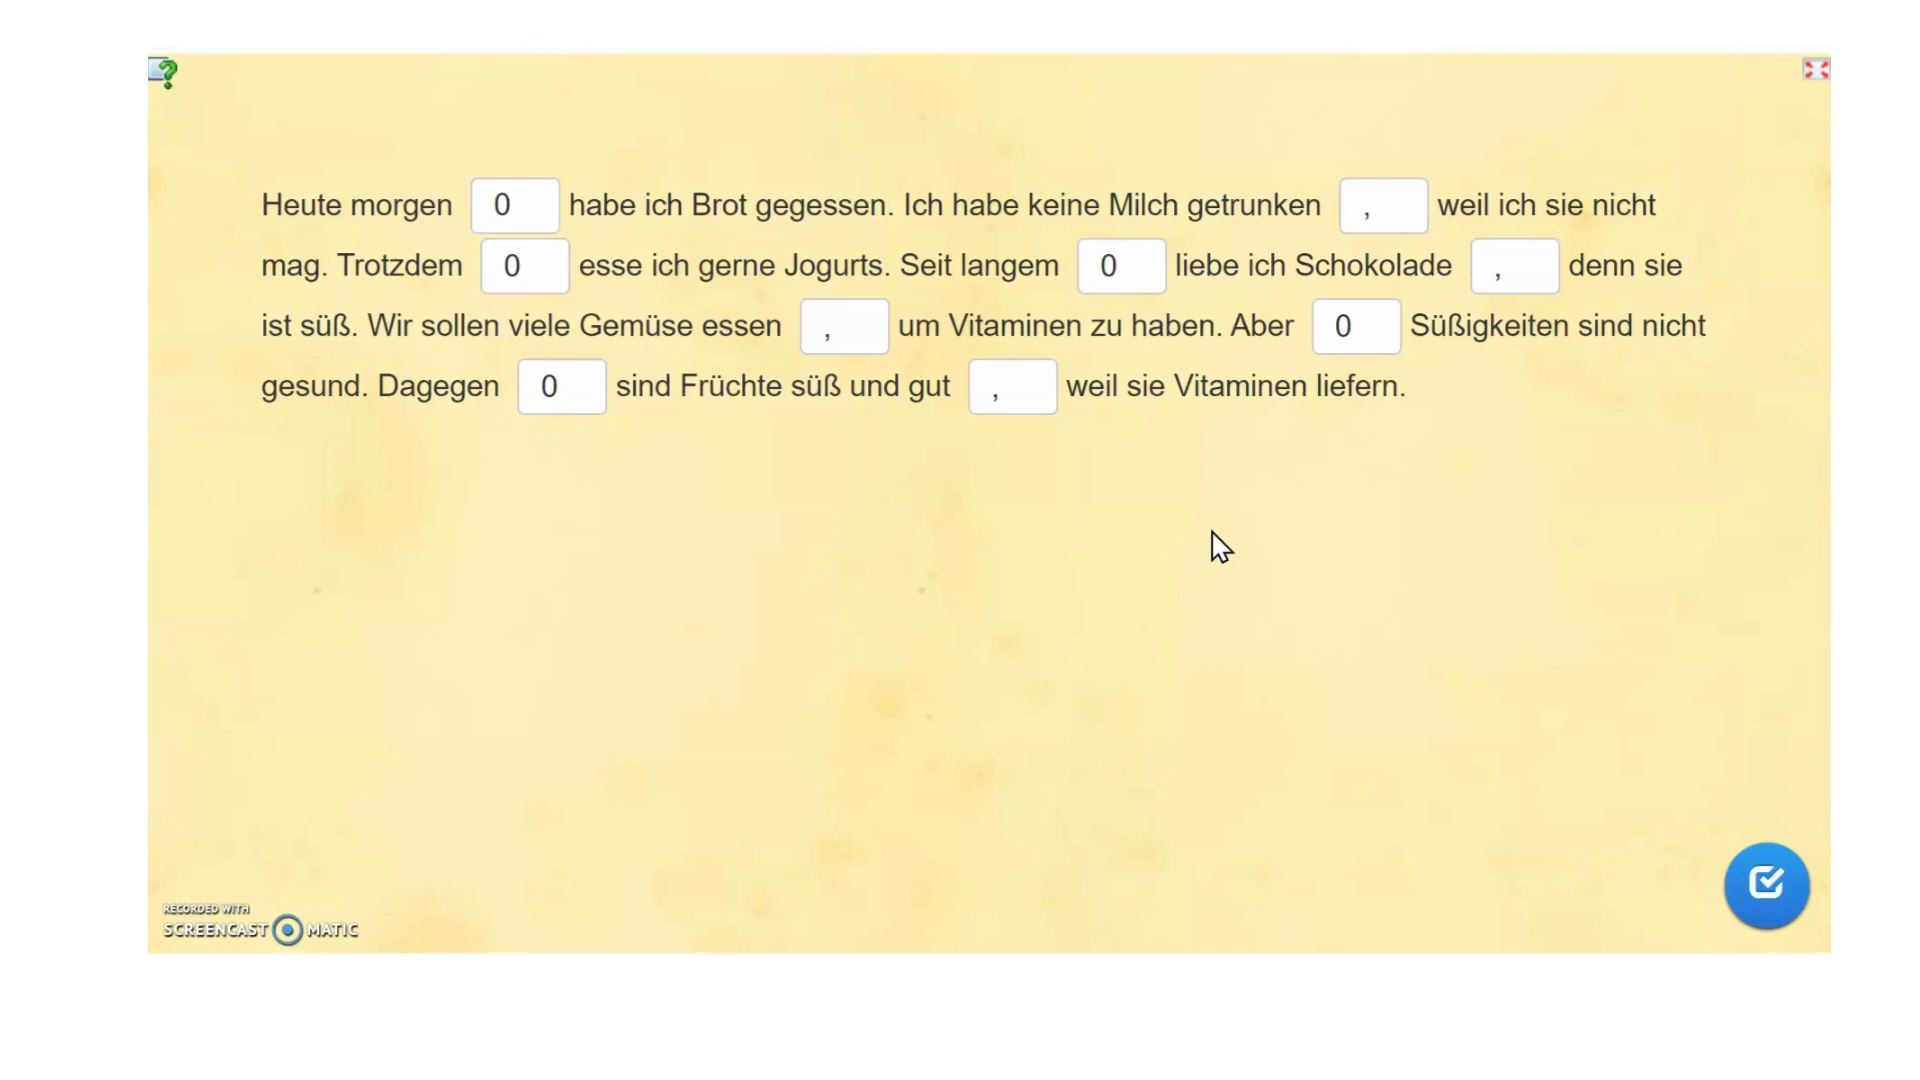 Heute morgen 0 habe ich Brot gegessen. Ich habe keine Milch getrunken , weil ich sie nicht
mag. Trotzdem 0 esse ich gerne Jogurts. Seit langem 0 liebe ich Schokolade , denn sie
ist süß. Wir sollen viele Gemüse essen , um Vitaminen zu haben. Aber 0 Süßigkeiten sind nicht
gesund. Dagegen 0 sind Früchte süß und gut , weil sie Vitaminen liefern.
RECORDED WITH
SCREENCAST MATIC